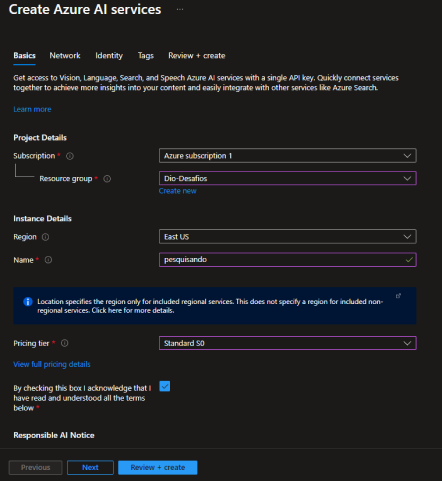 Create Azure AI services ...
Basics Network Identity Tags Review + create
Get access to Vision, Language, Search, and Speech Azure AI services with a single API key. Quickly connect services
together to achieve more insights into your content and easily integrate with other services like Azure Search.
Learn more
Project Details
Subscription * Azure subscription 1
Resource group * Dio-Desafios
Create new
Instance Details
Region East US
Name * pesquisando
Location specifies the region only for included regional services. This does not specify a region for included non-
regional services. Click here for more details.
Pricing tier * Standard S0
View full pricing details
By checking this box I acknowledge that I
have read and understood all the terms
below *
Responsible AI Notice
Previous Next Review + create